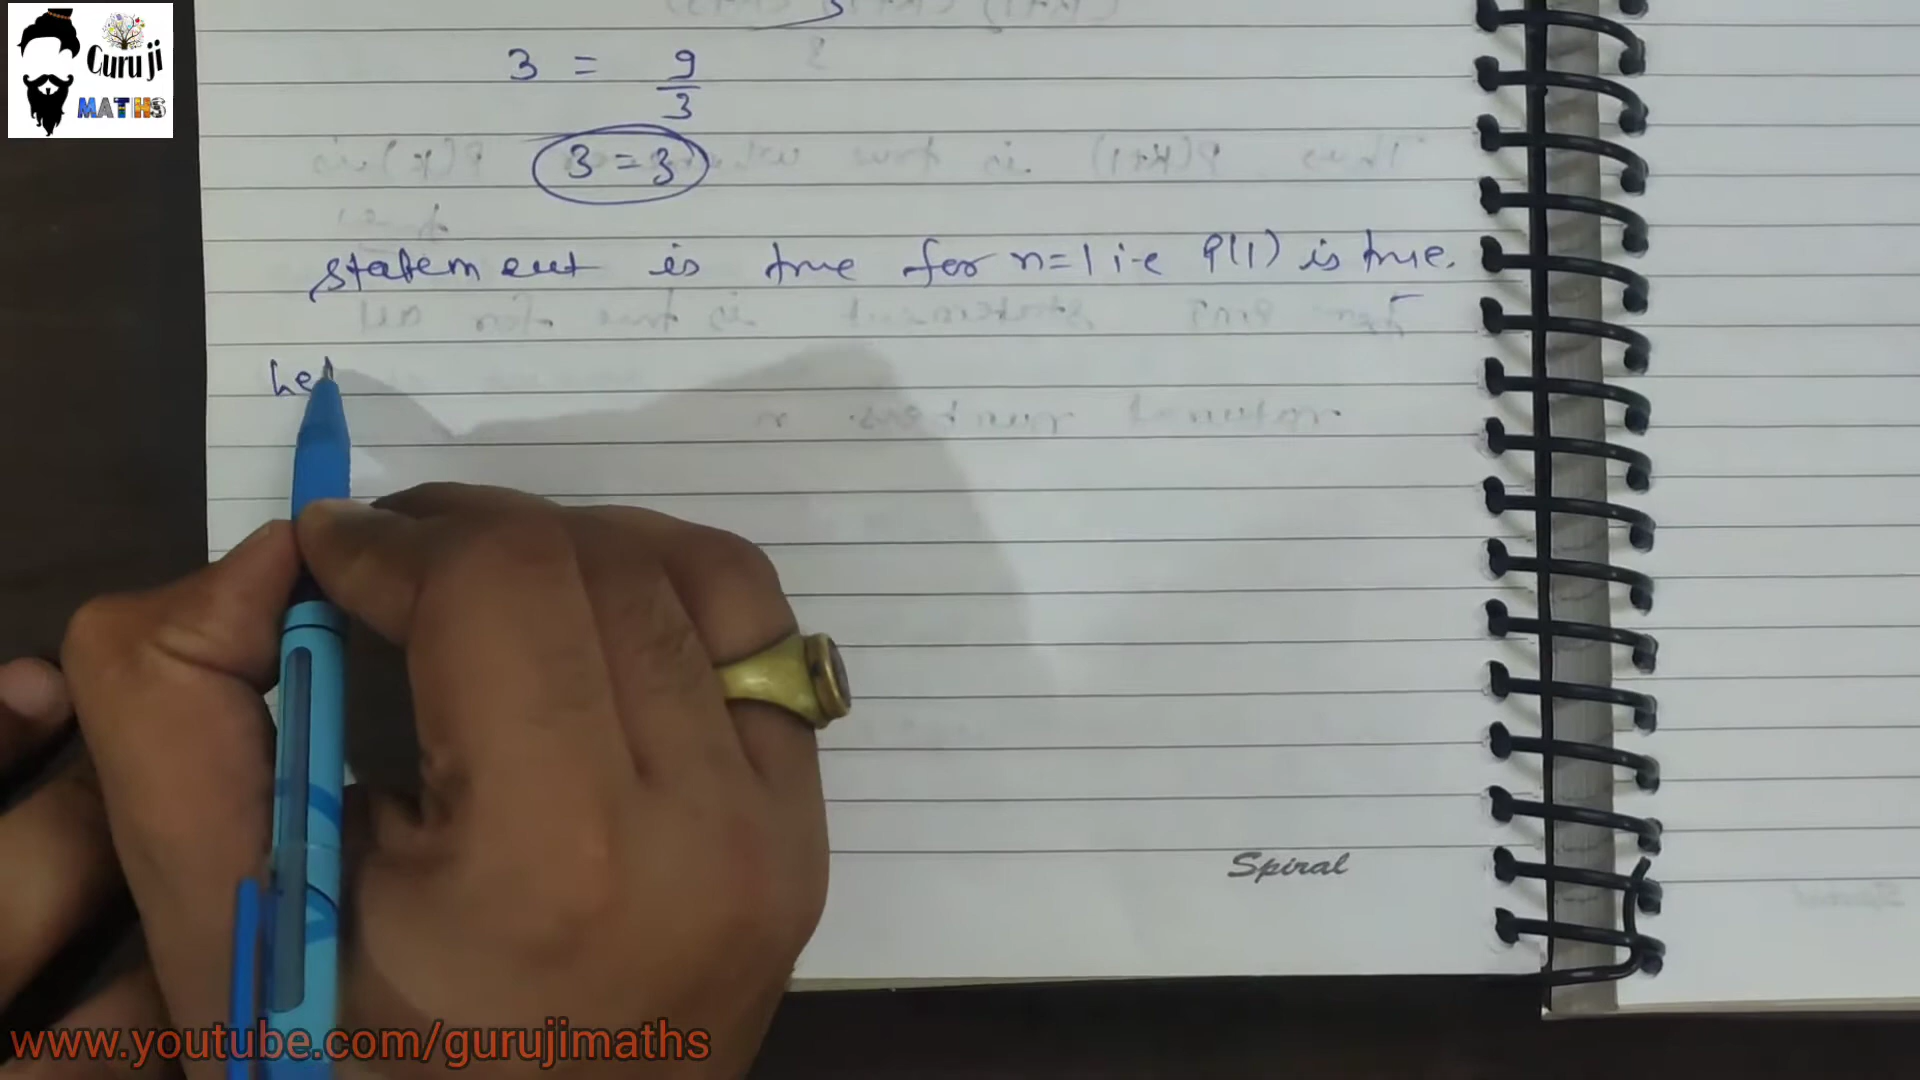 Guru ji
MATHS
3 = 9/3
3 = 3
statement is true for n=1 i.e P(1) is true.
Let
Spiral
www.youtube.com/gurujimaths